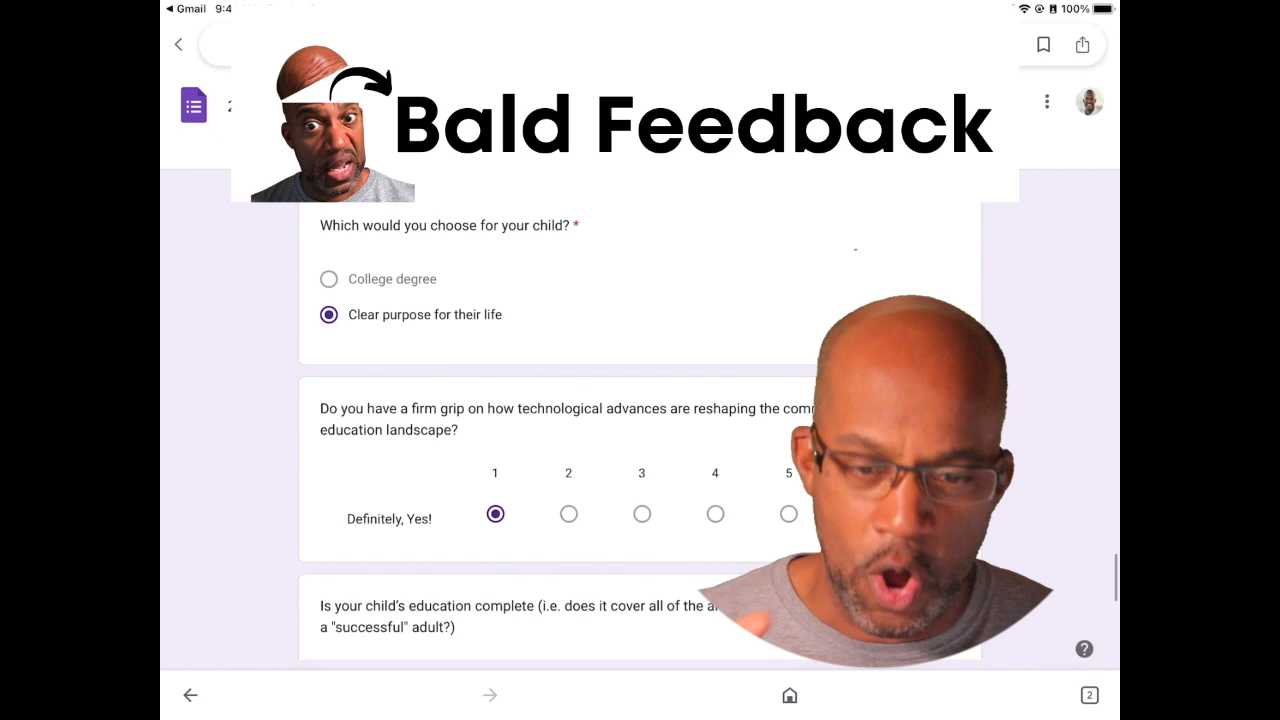 Gmail 9:4
100%
Bald Feedback
Which would you choose for your child? *
College degree
Clear purpose for their life
Do you have a firm grip on how technological advances are reshaping the
education landscape?
1 2 3 4 5
Definitely, Yes!
Is your child's education complete (i.e. does it cover all of the
a "successful" adult?)
?
2